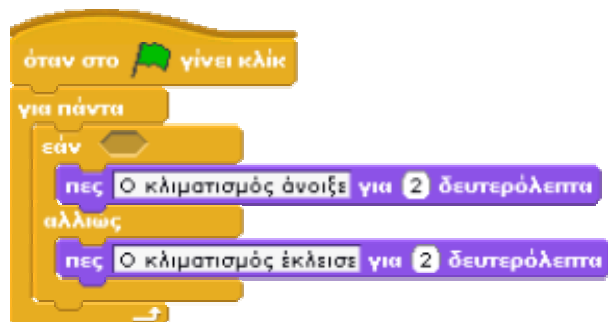 όταν στο γίνει κλίκ
για πάντα
εάν
πες Ο κλιματισμός άνοιξε για 2 δευτερόλεπτα
αλλιώς
πες Ο κλιματισμός έκλεισε για 2 δευτερόλεπτα